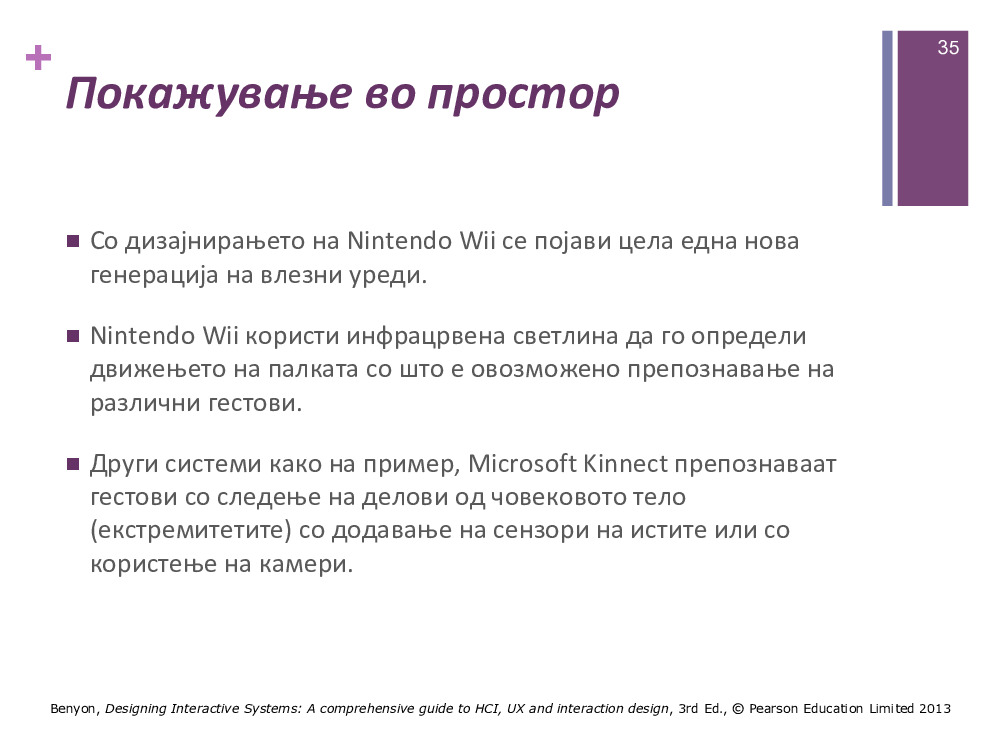 35
+
Покажување во простор
Со дизајнирањето на Nintendo Wii се појави цела една нова
генерација на влезни уреди.
Nintendo Wii користи инфрацрвена светлина да го определи
движењето на палката со што е овозможено препознавање на
различни гестови.
Други системи како на пример, Microsoft Kinnect препознаваат
гестови со следење на делови од човековото тело
(екстремитетите) со додавање на сензори на истите или со
користење на камери.
Benyon, Designing Interactive Systems: A comprehensive guide to HCI, UX and interaction design, 3rd Ed., © Pearson Education Limited 2013